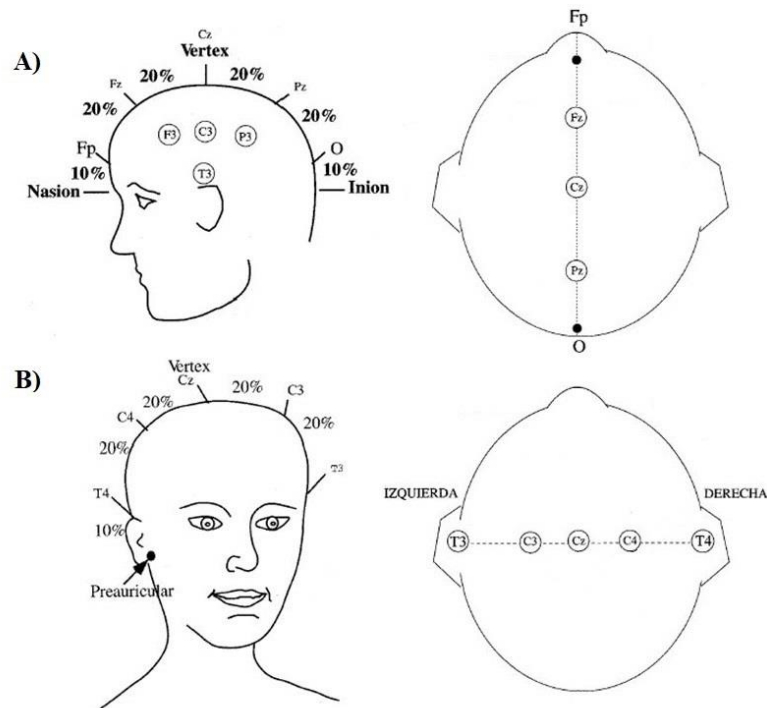 A)
Cz
Vertex
20% 20%
Fz Pz
20% 20%
F3 C3 P3
Fp O
T3
10% 10%
Nasion Inion
Fp
Fz
Cz
Pz
O
B)
Vertex
Cz
20% 20%
C4 C3
20% 20%
T4 T3
10%
Preauricular
IZQUIERDA DERECHA
T3 C3 Cz C4 T4